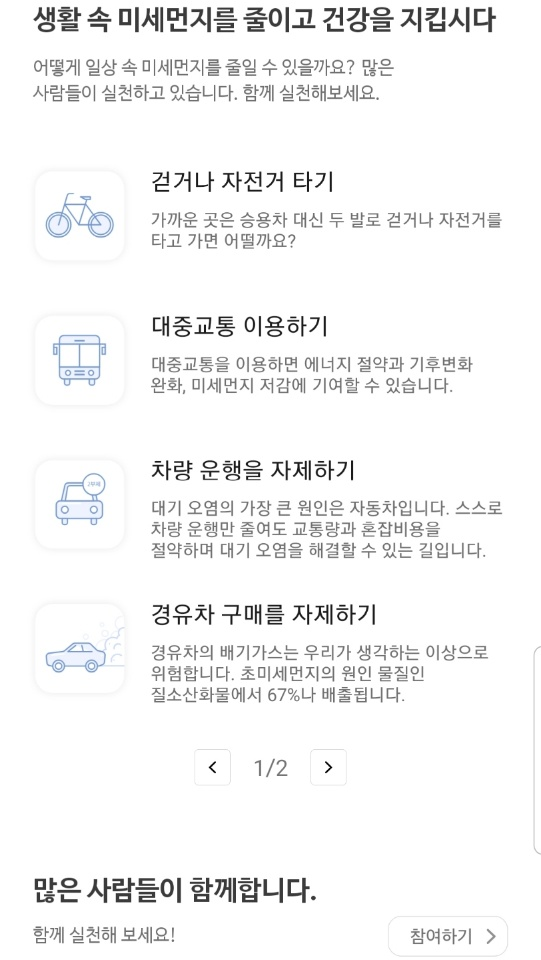 생활 속 미세먼지를 줄이고 건강을 지킵시다
어떻게 일상 속 미세먼지를 줄일 수 있을까요? 많은
사람들이 실천하고 있습니다. 함께 실천해보세요.
걷거나 자전거 타기
가까운 곳은 승용차 대신 두 발로 걷거나 자전거를
타고 가면 어떨까요?
대중교통 이용하기
대중교통을 이용하면 에너지 절약과 기후변화
완화, 미세먼지 저감에 기여할 수 있습니다.
차량 운행을 자제하기
대기 오염의 가장 큰 원인은 자동차입니다. 스스로
차량 운행만 줄여도 교통량과 혼잡비용을
절약하며 대기 오염을 해결할 수 있는 길입니다.
경유차 구매를 자제하기
경유차의 배기가스는 우리가 생각하는 이상으로
위험합니다. 초미세먼지의 원인 물질인
질소산화물에서 67%나 배출됩니다.
1/2
많은 사람들이 함께합니다.
함께 실천해 보세요!
참여하기